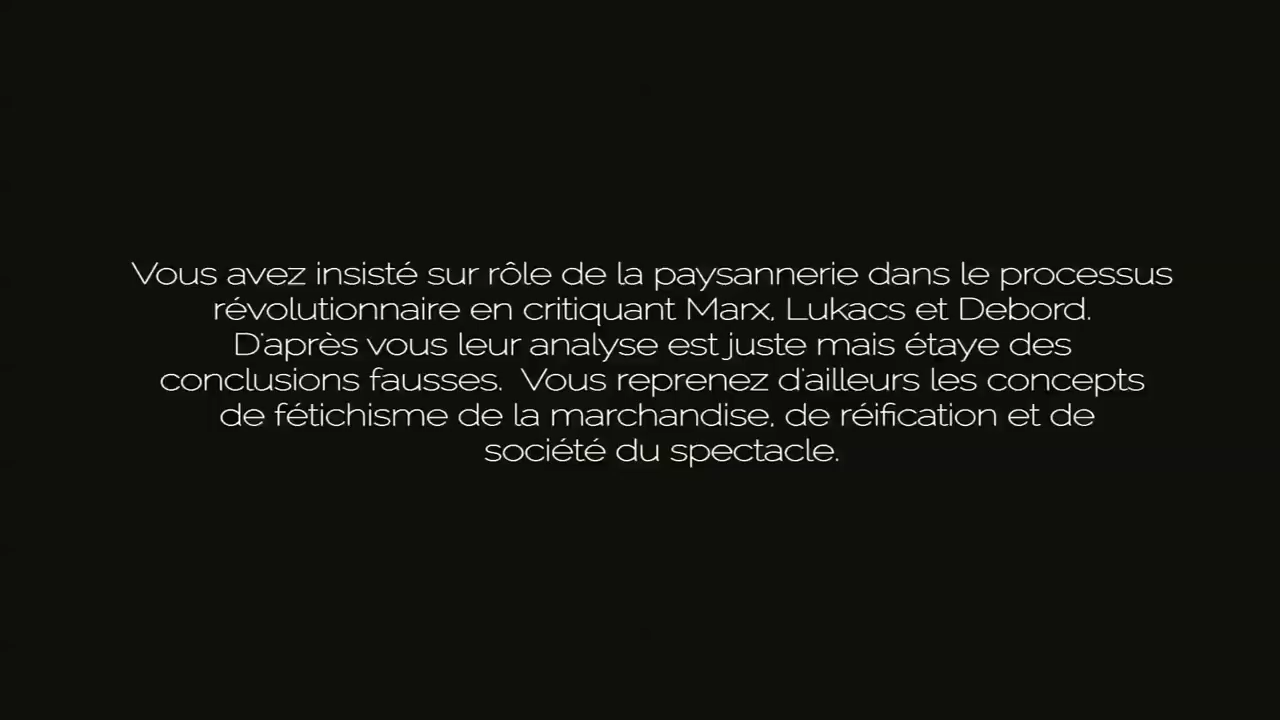 Vous avez insisté sur rôle de la paysannerie dans le processus
révolutionnaire en critiquant Marx, Lukacs et Debord.
D'après vous leur analyse est juste mais étaye des
conclusions fausses. Vous reprenez d'ailleurs les concepts
de fétichisme de la marchandise, de réification et de
société du spectacle.